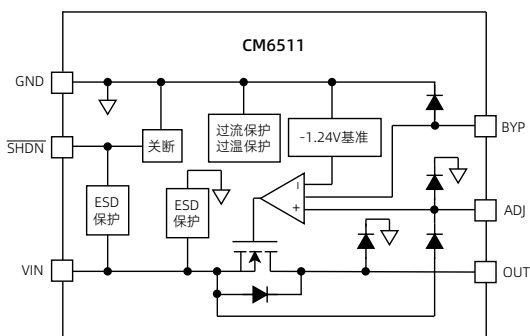 CM6511
GND
SHDN
VIN
关断
过流保护
过温保护
-1.24V基准
BYP
ESD
保护
ESD
保护
－
+
ADJ
OUT